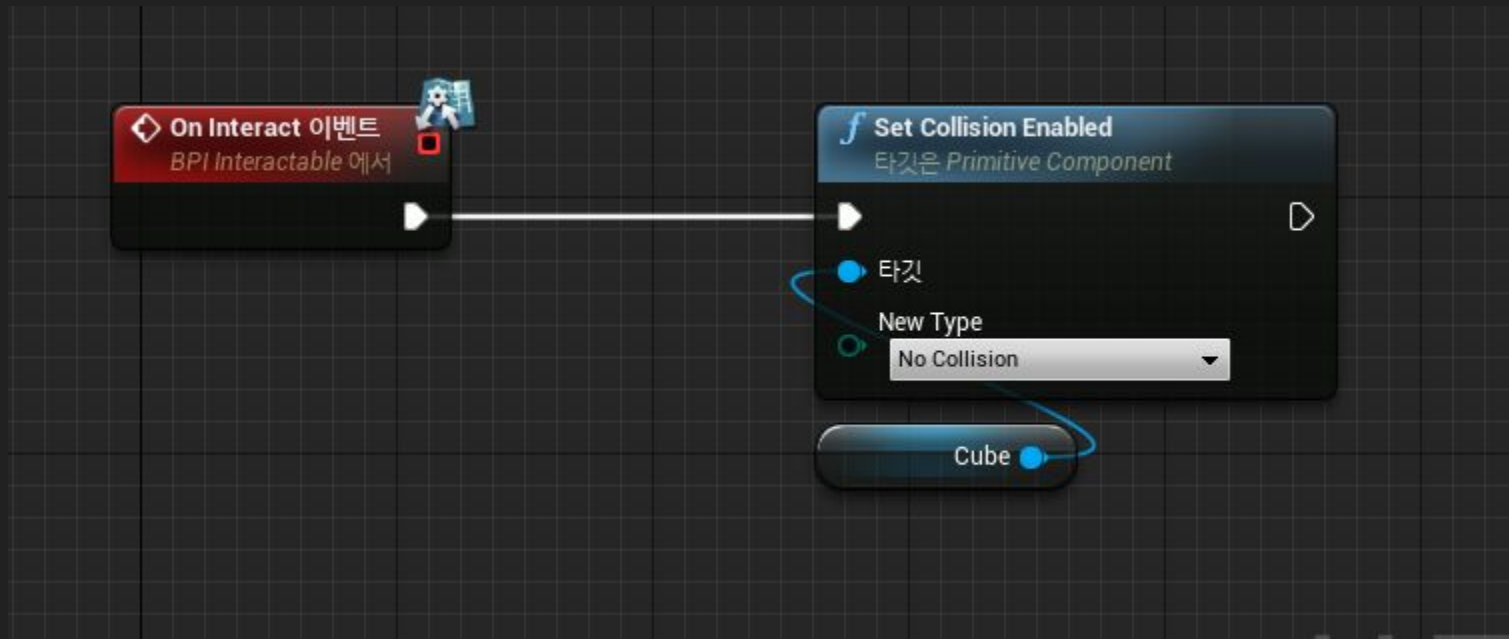 On Interact 이벤트
BPI Interactable 에서
Set Collision Enabled
타깃은 Primitive Component
타깃
New Type
No Collision
Cube